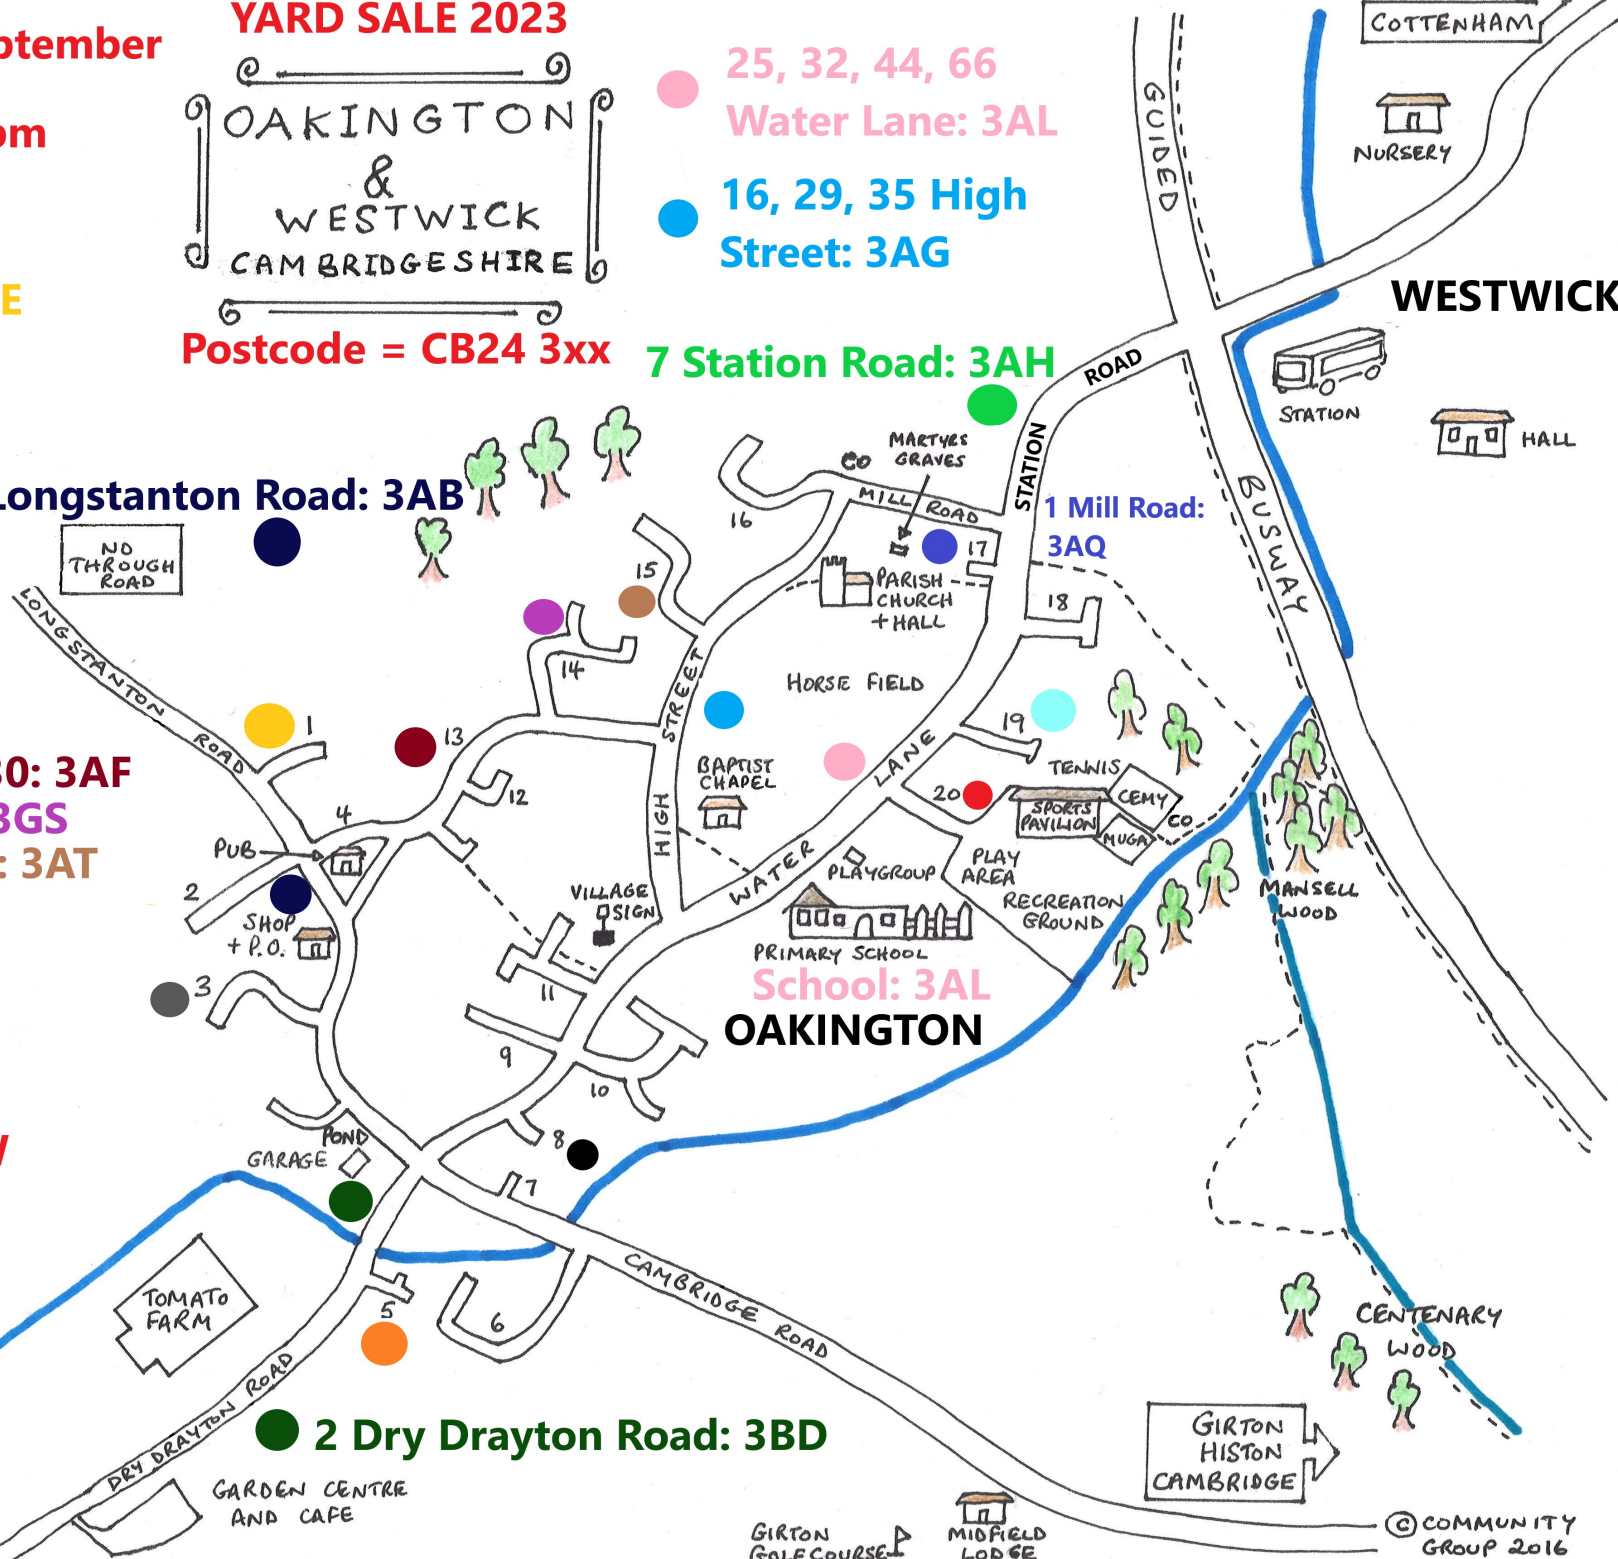 ptember
YARD SALE 2023
pm
OAKINGTON
&
WESTWICK
CAMBRIDGESHIRE
E
Postcode = CB24 3xx
25, 32, 44, 66
Water Lane: 3AL
16, 29, 35 High
Street: 3AG
7 Station Road: 3AH
COTTENHAM
NURSERY
GUIDED
WESTWICK
STATION
HALL
BUSWAY
STATION
ROAD
MARTYRS
GRAVES
CO
MILL ROAD
16
17
1 Mill Road:
3AQ
PARISH
CHURCH
+ HALL
18
Longstanton Road: 3AB
NO
THROUGH
ROAD
LONGSTANTON
ROAD
15
14
13
12
1
4
PUB
2
SHOP
+ P.O.
3
30: 3AF
3GS
: 3AT
HIGH
STREET
HORSE FIELD
BAPTIST
CHAPEL
WATER
LANE
19
20
TENNIS
SPORTS
PAVILION
CEMY
CO
MUGA
PLAYGROUP
PLAY
AREA
RECREATION
GROUND
MANSELL
WOOD
VILLAGE
SIGN
PRIMARY SCHOOL
School: 3AL
OAKINGTON
11
9
10
8
7
POND
GARAGE
TOMATO
FARM
5
6
CAMBRIDGE ROAD
DRY DRAYTON ROAD
2 Dry Drayton Road: 3BD
GARDEN CENTRE
AND CAFE
CENTENARY
WOOD
GIRTON
HISTON
CAMBRIDGE
GIRTON
GOLF COURSE
MIDFIELD
LODGE
© COMMUNITY
GROUP 2016